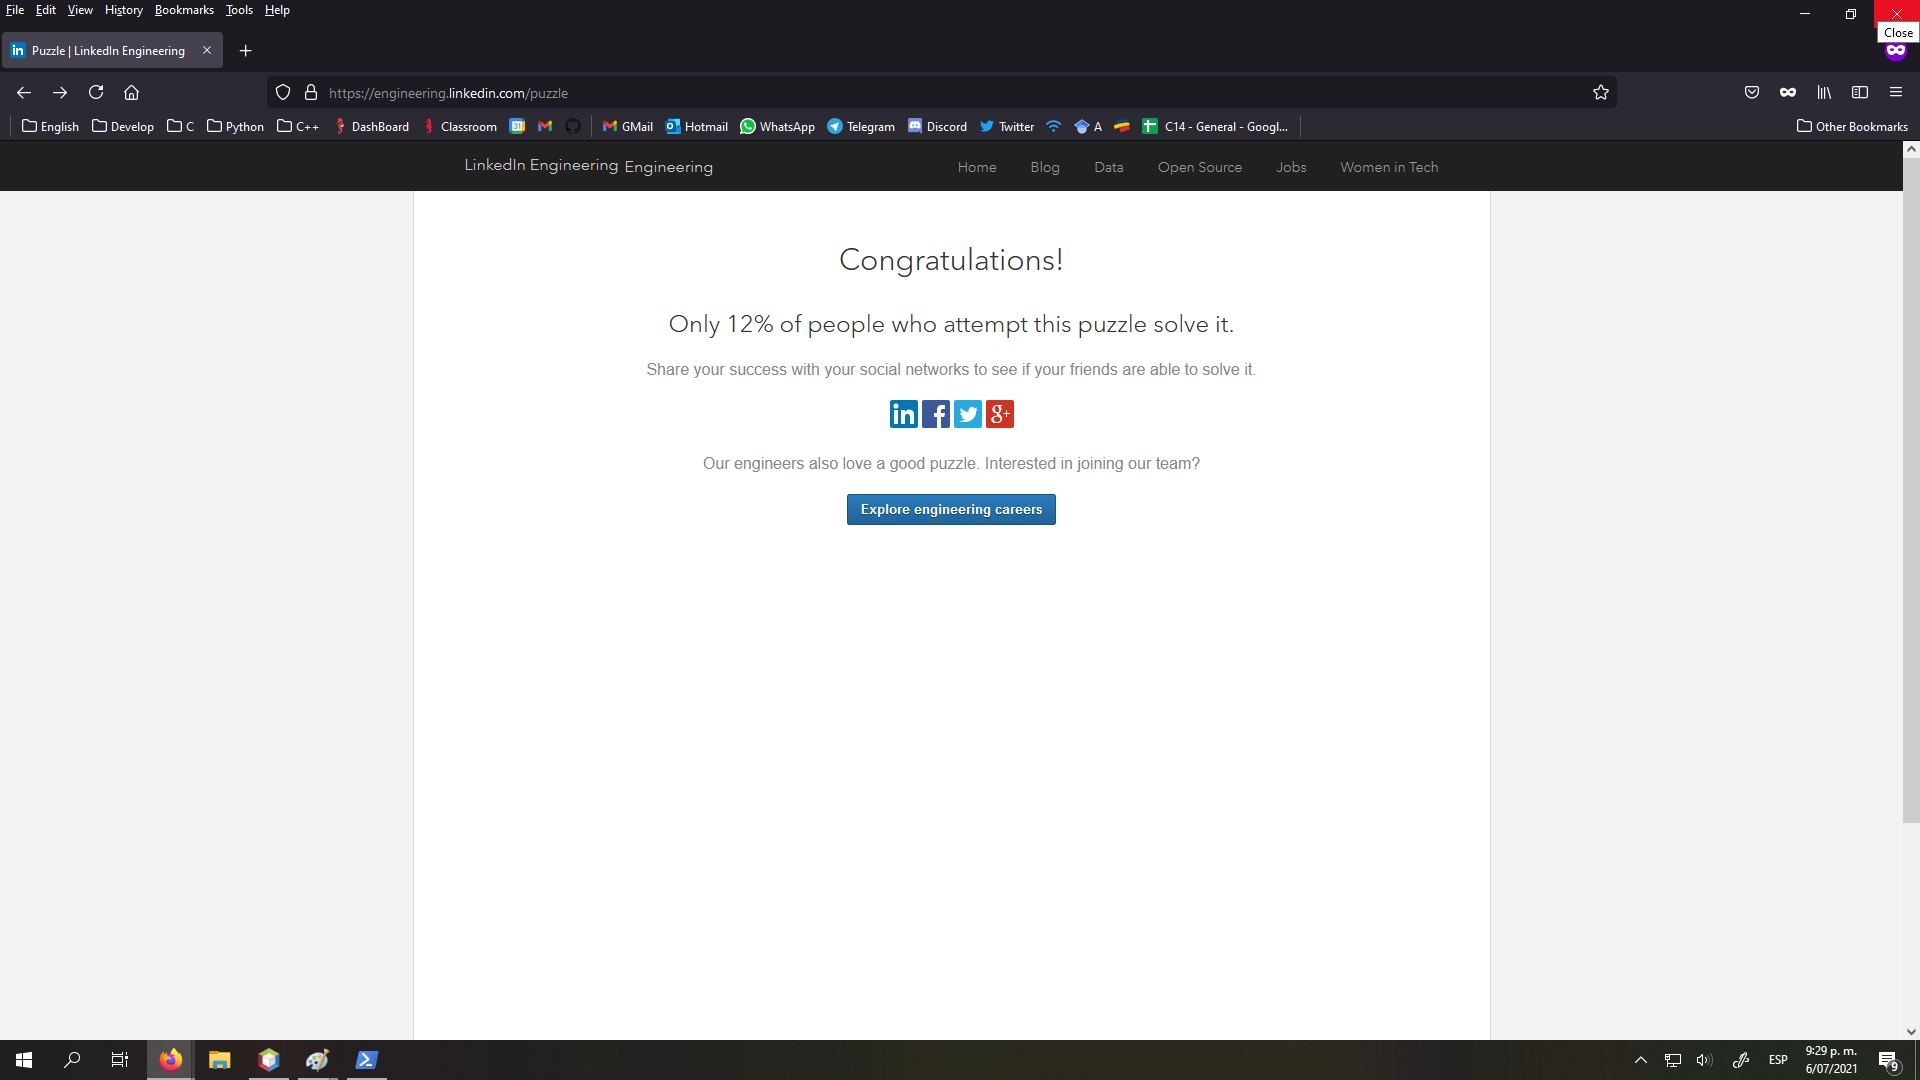 File Edit View History Bookmarks Tools Help
Close
Puzzle | LinkedIn Engineering
https://engineering.linkedin.com/puzzle
English Develop C Python C++ DashBoard Classroom 31 GMail Hotmail WhatsApp Telegram Discord Twitter A C14 - General - Googl... Other Bookmarks
LinkedIn Engineering Engineering Home Blog Data Open Source Jobs Women in Tech
Congratulations!
Only 12% of people who attempt this puzzle solve it.
Share your success with your social networks to see if your friends are able to solve it.
in f g+
Our engineers also love a good puzzle. Interested in joining our team?
Explore engineering careers
ESP
9:29 p. m.
6/07/2021
9